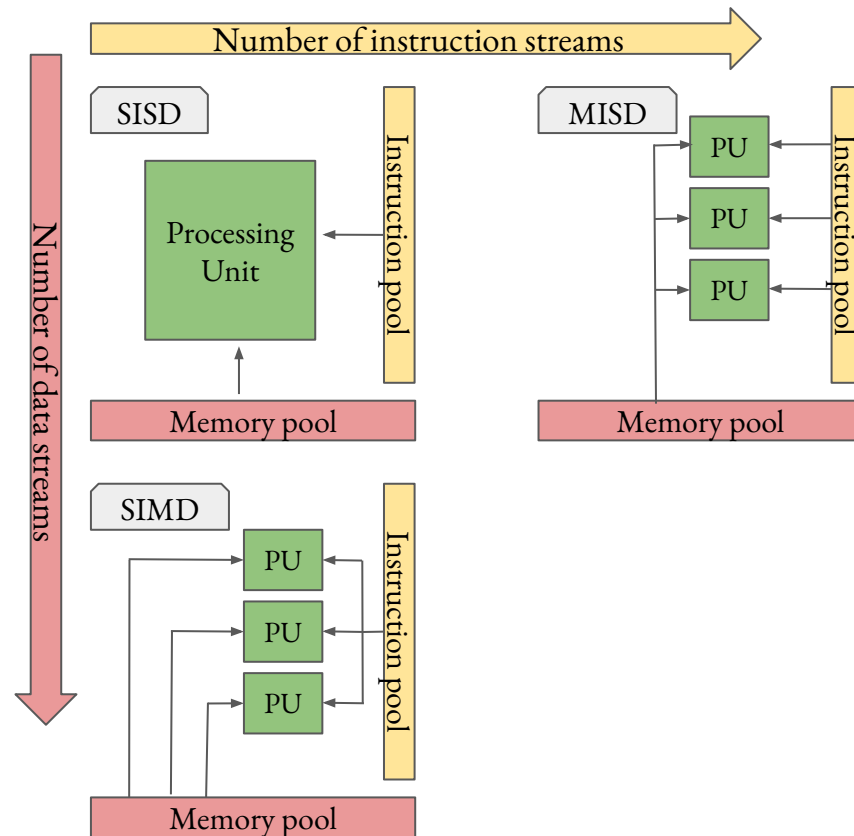 Number of instruction streams
Number of data streams
SISD
Processing
Unit
Instruction pool
Memory pool
MISD
PU
PU
PU
Instruction pool
Memory pool
SIMD
PU
PU
PU
Instruction pool
Memory pool